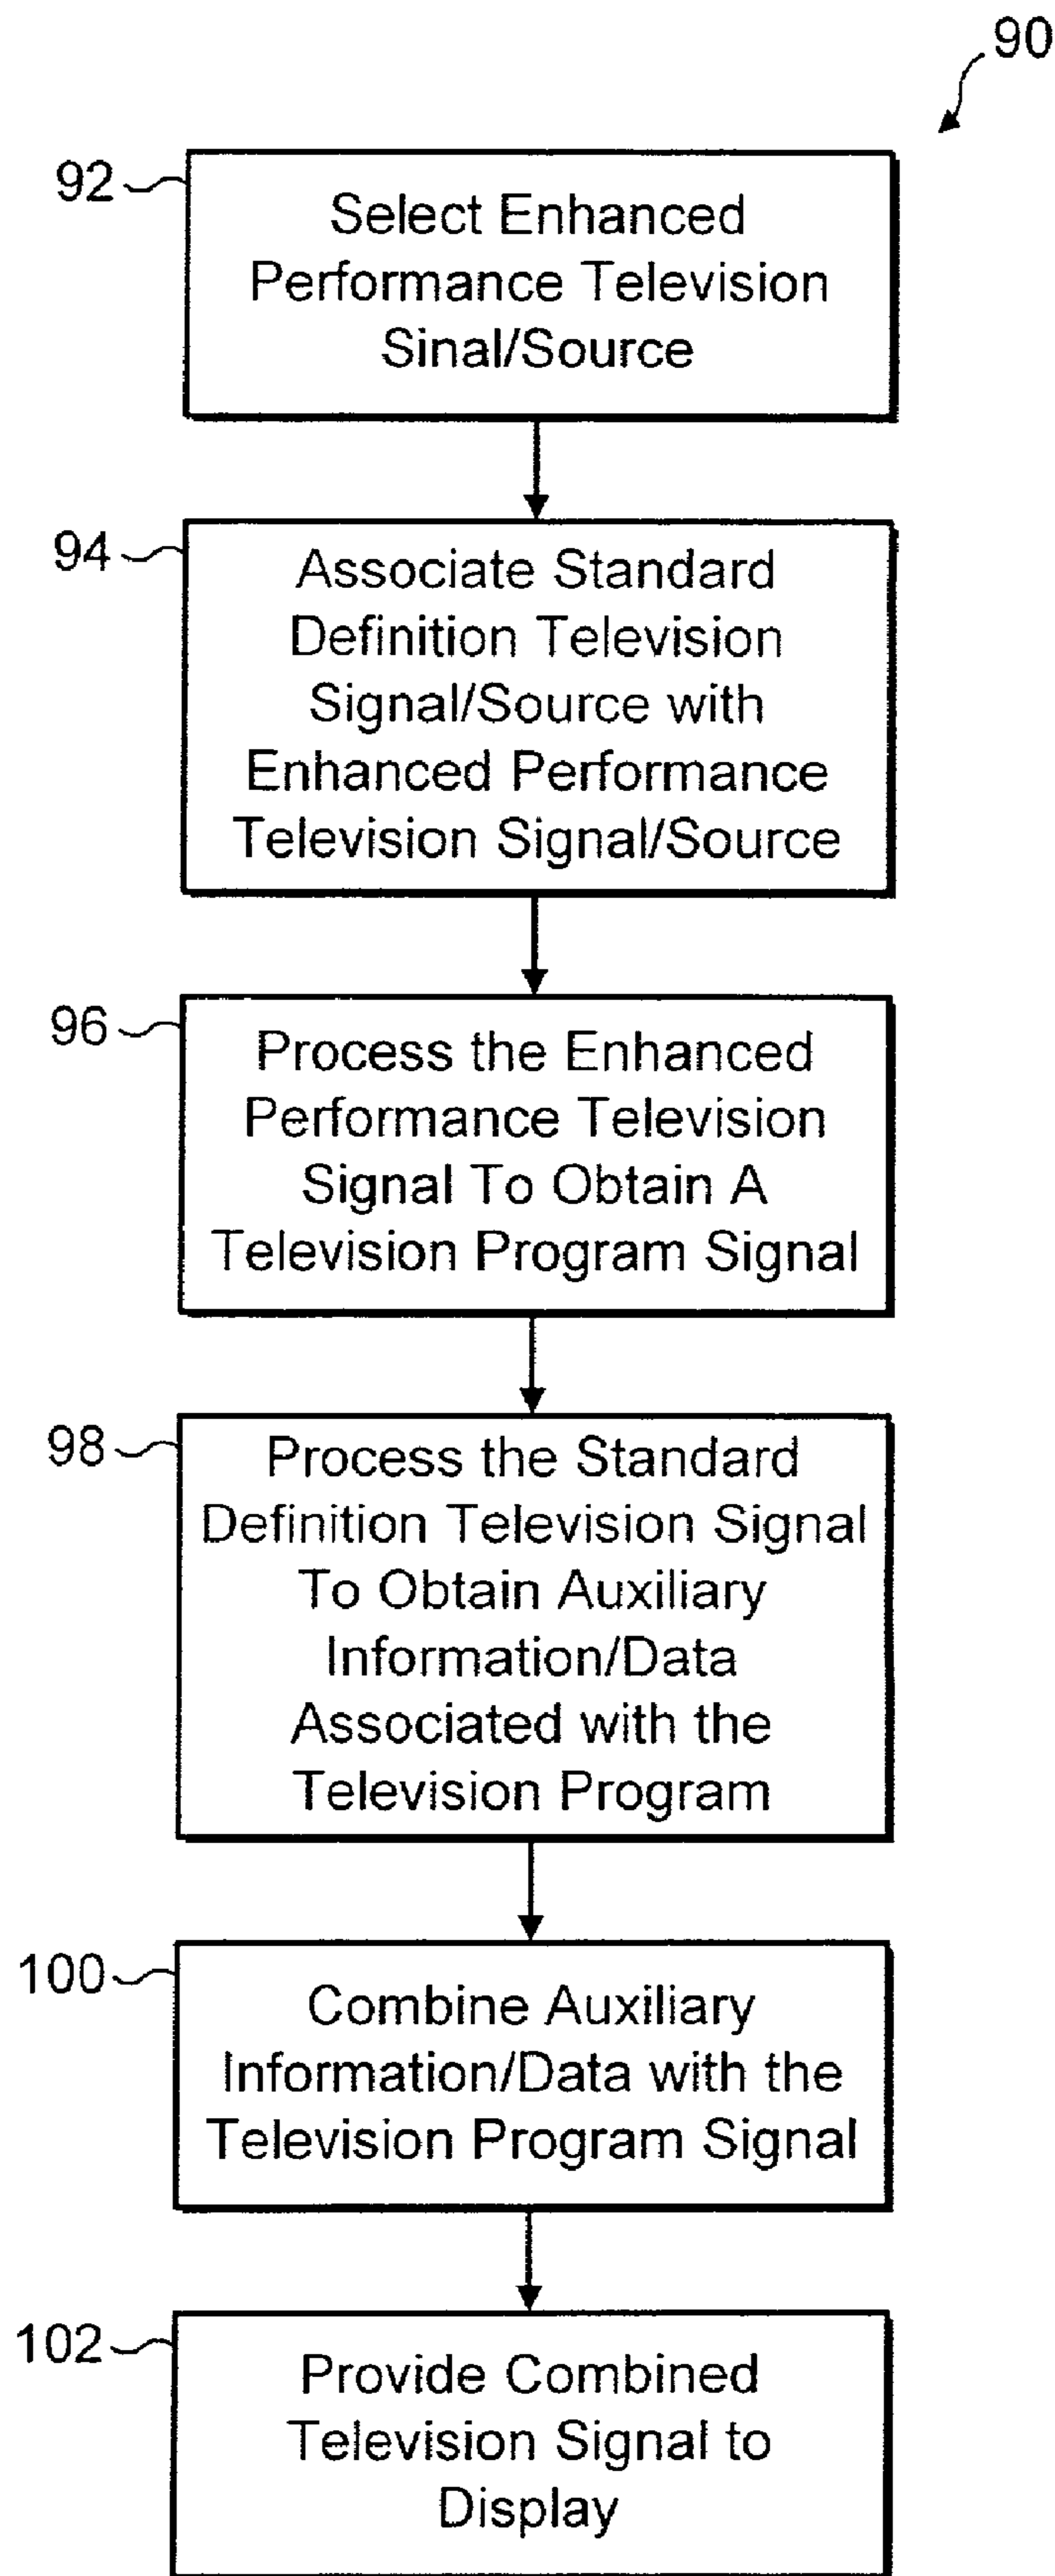 90
92
Select Enhanced
Performance Television
Sinal/Source
94
Associate Standard
Definition Television
Signal/Source with
Enhanced Performance
Television Signal/Source
96
Process the Enhanced
Performance Television
Signal To Obtain A
Television Program Signal
98
Process the Standard
Definition Television Signal
To Obtain Auxiliary
Information/Data
Associated with the
Television Program
100
Combine Auxiliary
Information/Data with the
Television Program Signal
102
Provide Combined
Television Signal to
Display